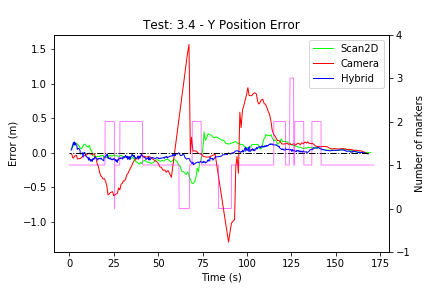 Test: 3.4 - Y Position Error
Scan2D
Camera
Hybrid
Error (m)
1.5
1.0
0.5
0.0
−0.5
−1.0
4
3
2
1
0
−1
Number of markers
0 25 50 75 100 125 150 175
Time (s)